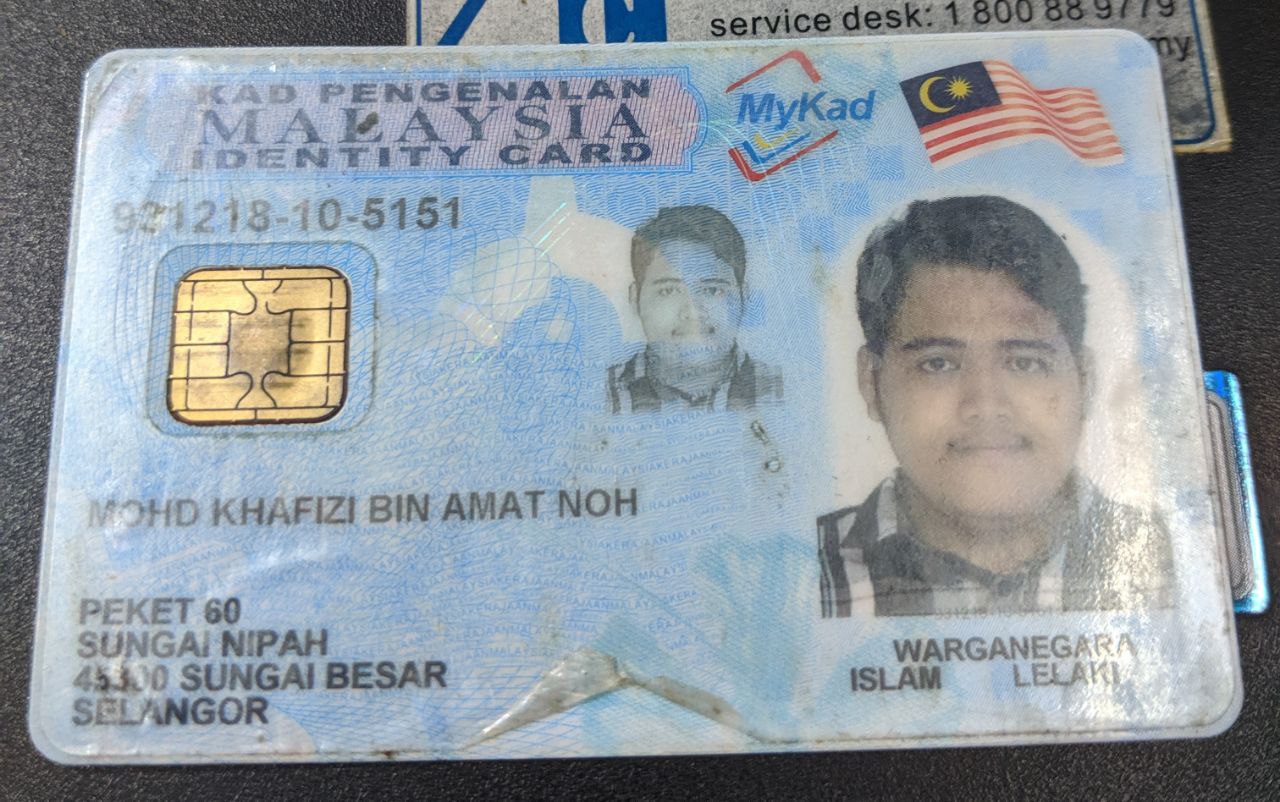 service desk: 1 800 88 9779
my
KAD PENGENALAN
MALAYSIA
IDENTITY CARD
MyKad
931218-10-5151
MOHD KHAFIZI BIN AMAT NOH
PEKET 60
SUNGAI NIPAH
45300 SUNGAI BESAR
SELANGOR
WARGANEGARA
ISLAM LELAKI